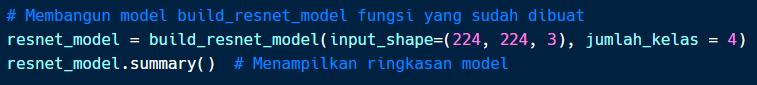 # Membangun model build_resnet_model fungsi yang sudah dibuat
resnet_model = build_resnet_model(input_shape=(224, 224, 3), jumlah_kelas = 4)
resnet_model.summary()  # Menampilkan ringkasan model